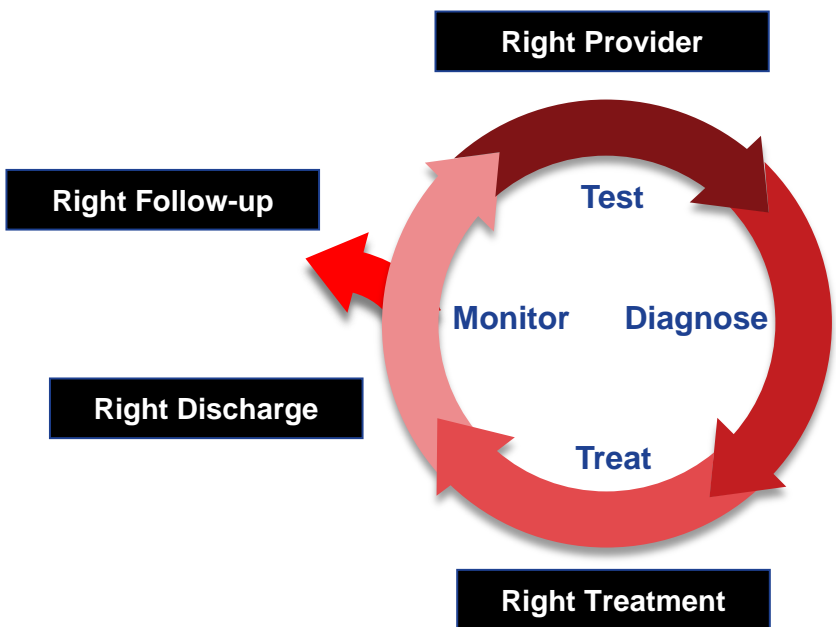 Right Provider
Right Follow-up
Test
Monitor
Diagnose
Right Discharge
Treat
Right Treatment